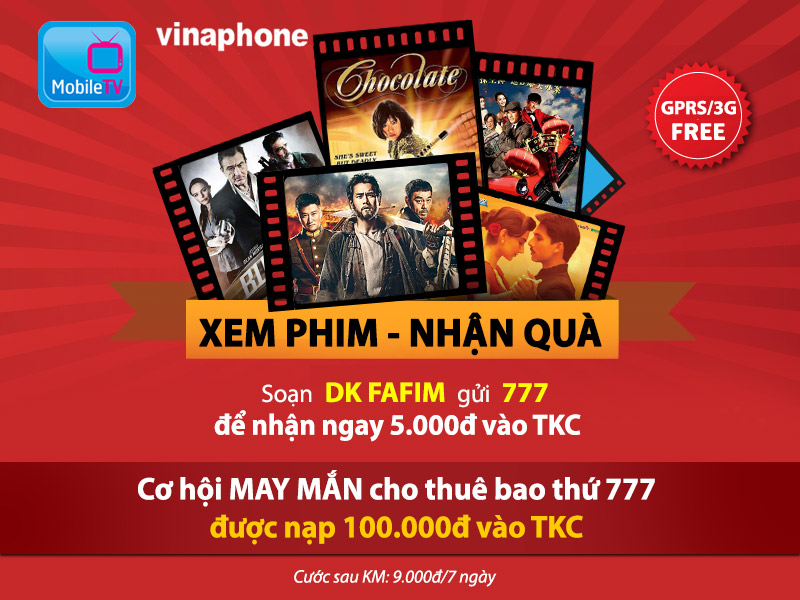 MobileTV
vinaphone
GPRS/3G
FREE
Chocolate
SHE'S SWEET
BUT DEADLY
XEM PHIM - NHẬN QUÀ
Soạn DK FAFIM gửi 777
để nhận ngay 5.000đ vào TKC
Cơ hội MAY MẮN cho thuê bao thứ 777
được nạp 100.000đ vào TKC
Cước sau KM: 9.000đ/7 ngày